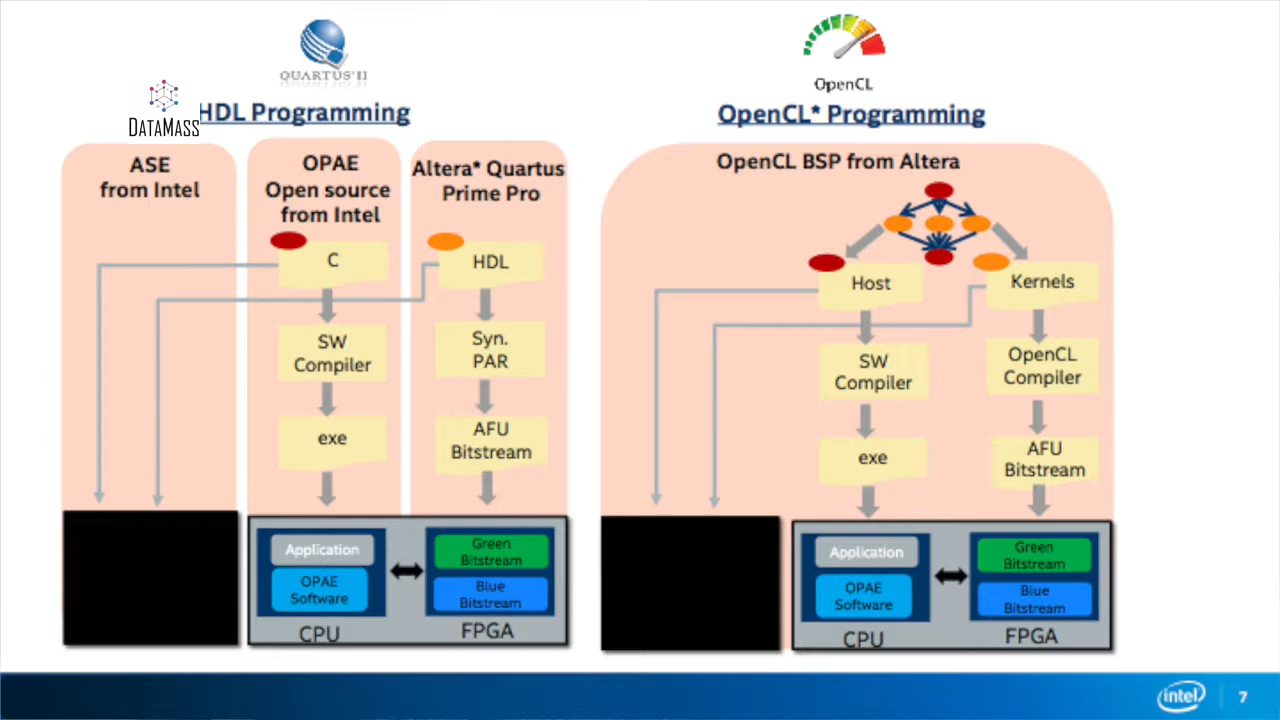 QUARTUS II
OpenCL
DATAMASS
HDL Programming
OpenCL* Programming
ASE
from Intel
OPAE
Open source
from Intel
Altera* Quartus
Prime Pro
C
HDL
SW
Compiler
Syn.
PAR
exe
AFU
Bitstream
Application
OPAE
Software
Green
Bitstream
Blue
Bitstream
CPU
FPGA
OpenCL BSP from Altera
Host
Kernels
SW
Compiler
OpenCL
Compiler
exe
AFU
Bitstream
Application
OPAE
Software
Green
Bitstream
Blue
Bitstream
CPU
FPGA
intel
7